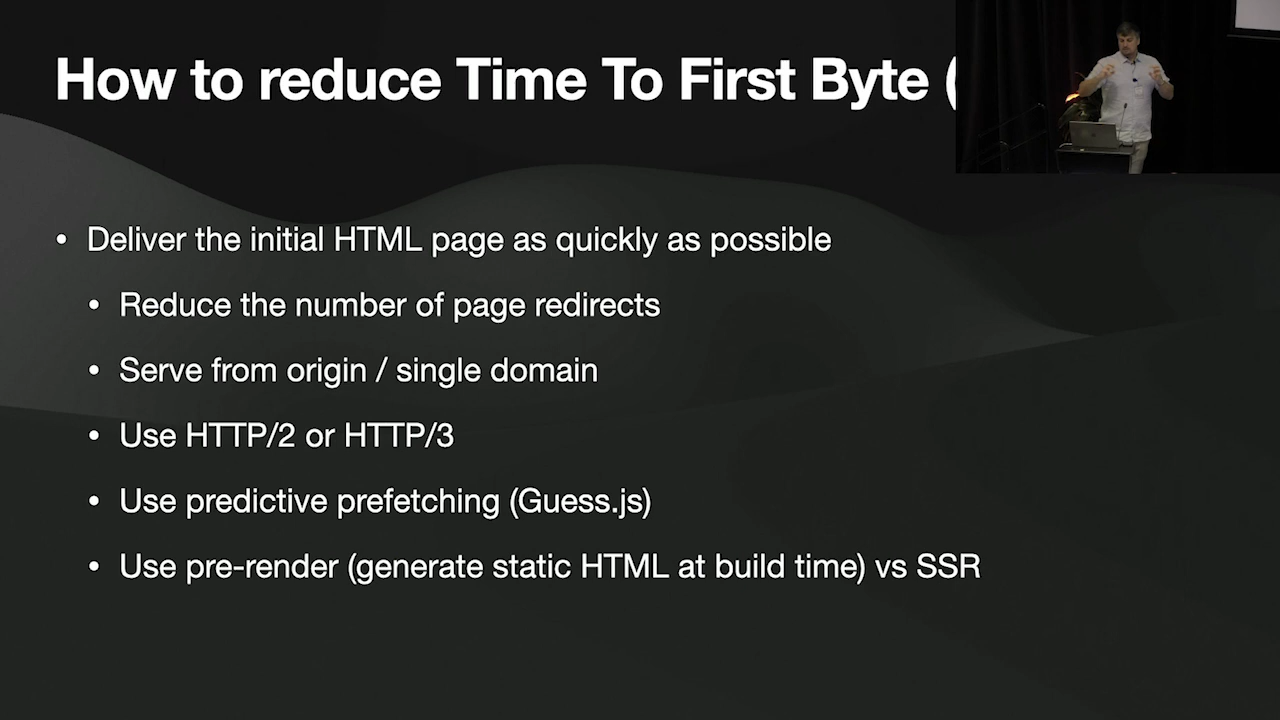 How to reduce Time To First Byte (
• Deliver the initial HTML page as quickly as possible
• Reduce the number of page redirects
• Serve from origin / single domain
• Use HTTP/2 or HTTP/3
• Use predictive prefetching (Guess.js)
• Use pre-render (generate static HTML at build time) vs SSR